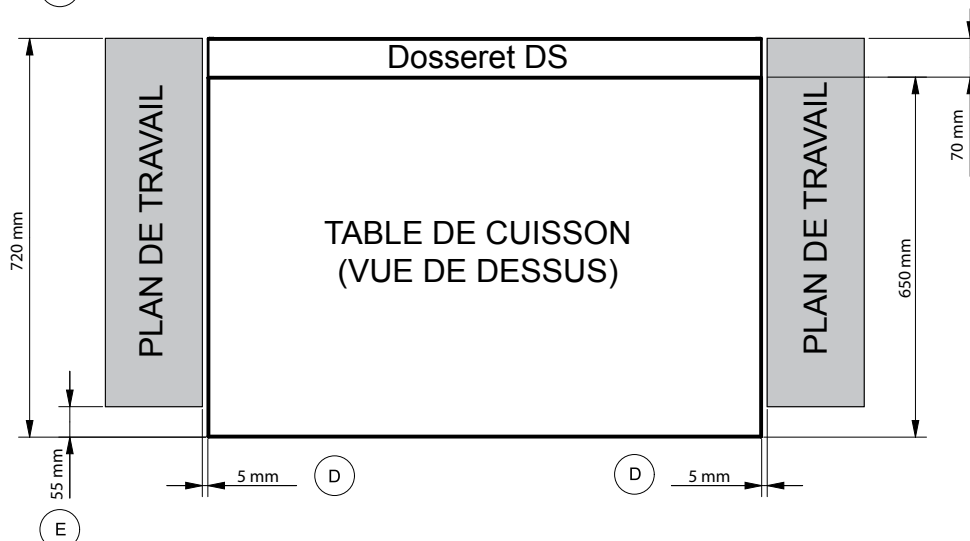 Dosseret DS
PLAN DE TRAVAIL
PLAN DE TRAVAIL
70 mm
720 mm
TABLE DE CUISSON
(VUE DE DESSUS)
650 mm
55 mm
5 mm
D
D
5 mm
E